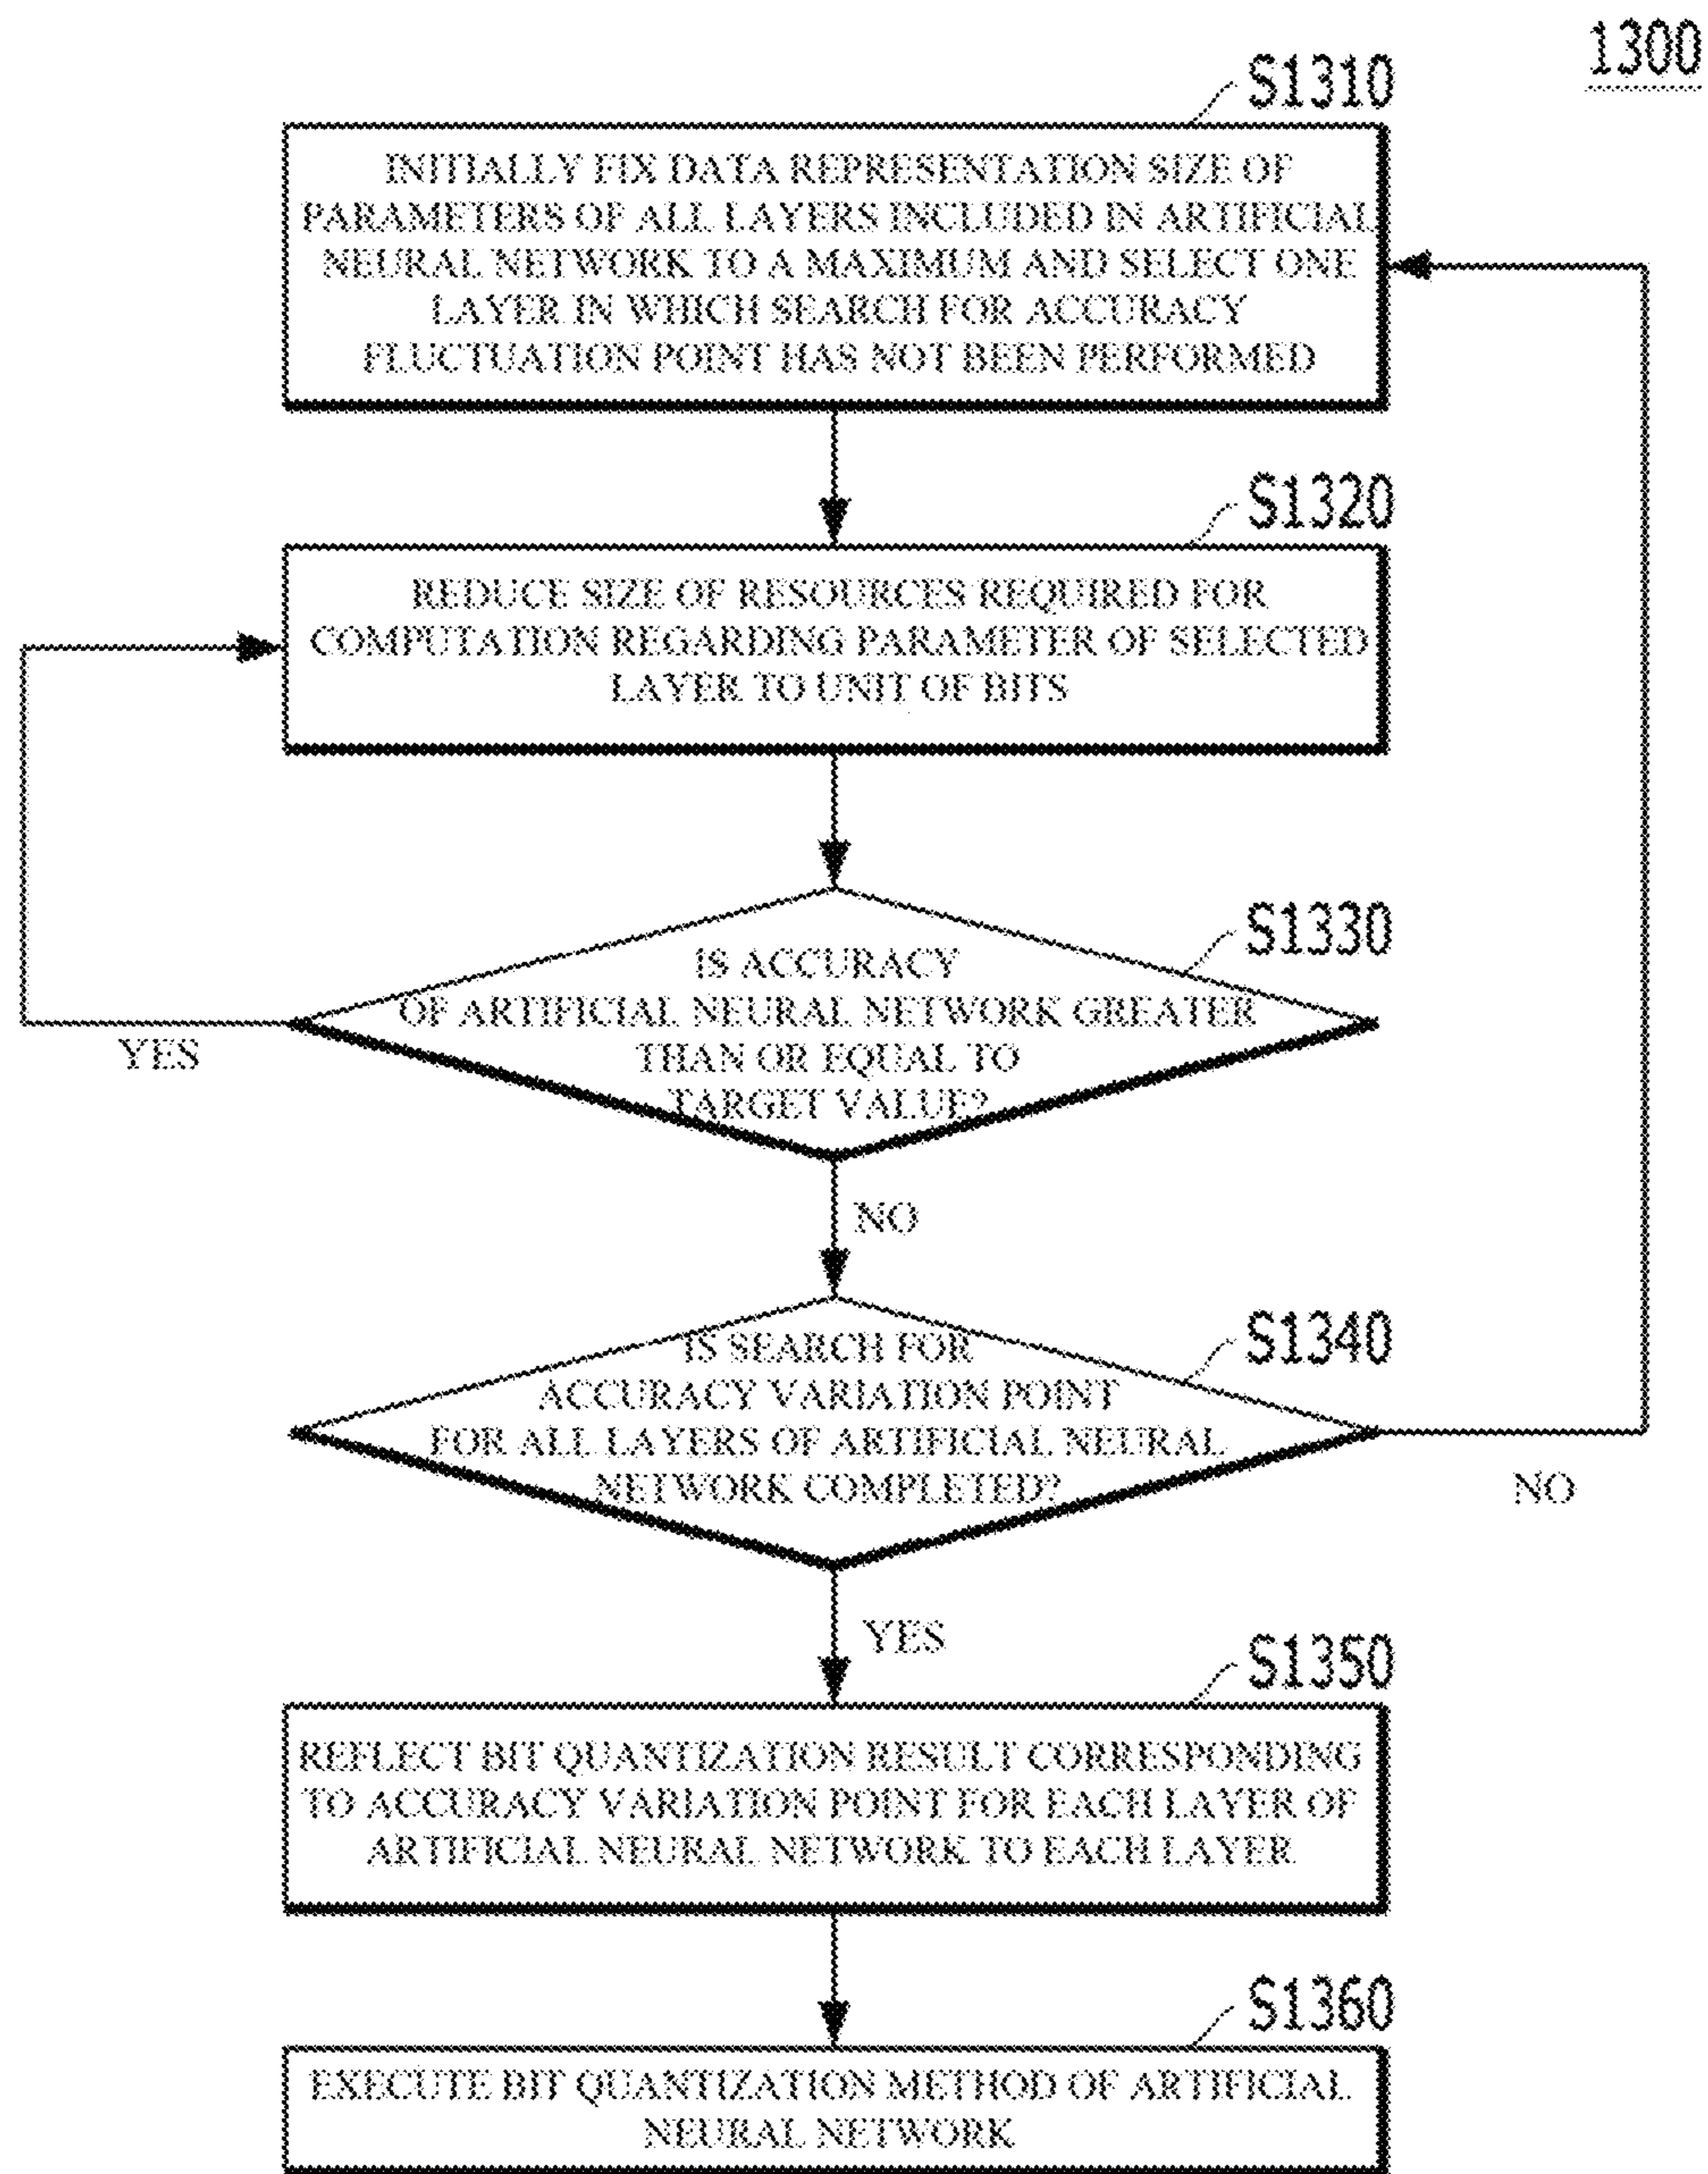 1300
S1310
INITIALLY FIX DATA REPRESENTATION SIZE OF
PARAMETERS OF ALL LAYERS INCLUDED IN ARTIFICIAL
NEURAL NETWORK TO A MAXIMUM AND SELECT ONE
LAYER IN WHICH SEARCH FOR ACCURACY
FLUCTUATION POINT HAS NOT BEEN PERFORMED
S1320
REDUCE SIZE OF RESOURCES REQUIRED FOR
COMPUTATION REGARDING PARAMETER OF SELECTED
LAYER TO UNIT OF BITS
S1330
IS ACCURACY
OF ARTIFICIAL NEURAL NETWORK GREATER
THAN OR EQUAL TO
TARGET VALUE?
YES
NO
S1340
IS SEARCH FOR
ACCURACY VARIATION POINT
FOR ALL LAYERS OF ARTIFICIAL NEURAL
NETWORK COMPLETED?
NO
YES
S1350
REFLECT BIT QUANTIZATION RESULT CORRESPONDING
TO ACCURACY VARIATION POINT FOR EACH LAYER OF
ARTIFICIAL NEURAL NETWORK TO EACH LAYER
S1360
EXECUTE BIT QUANTIZATION METHOD OF ARTIFICIAL
NEURAL NETWORK